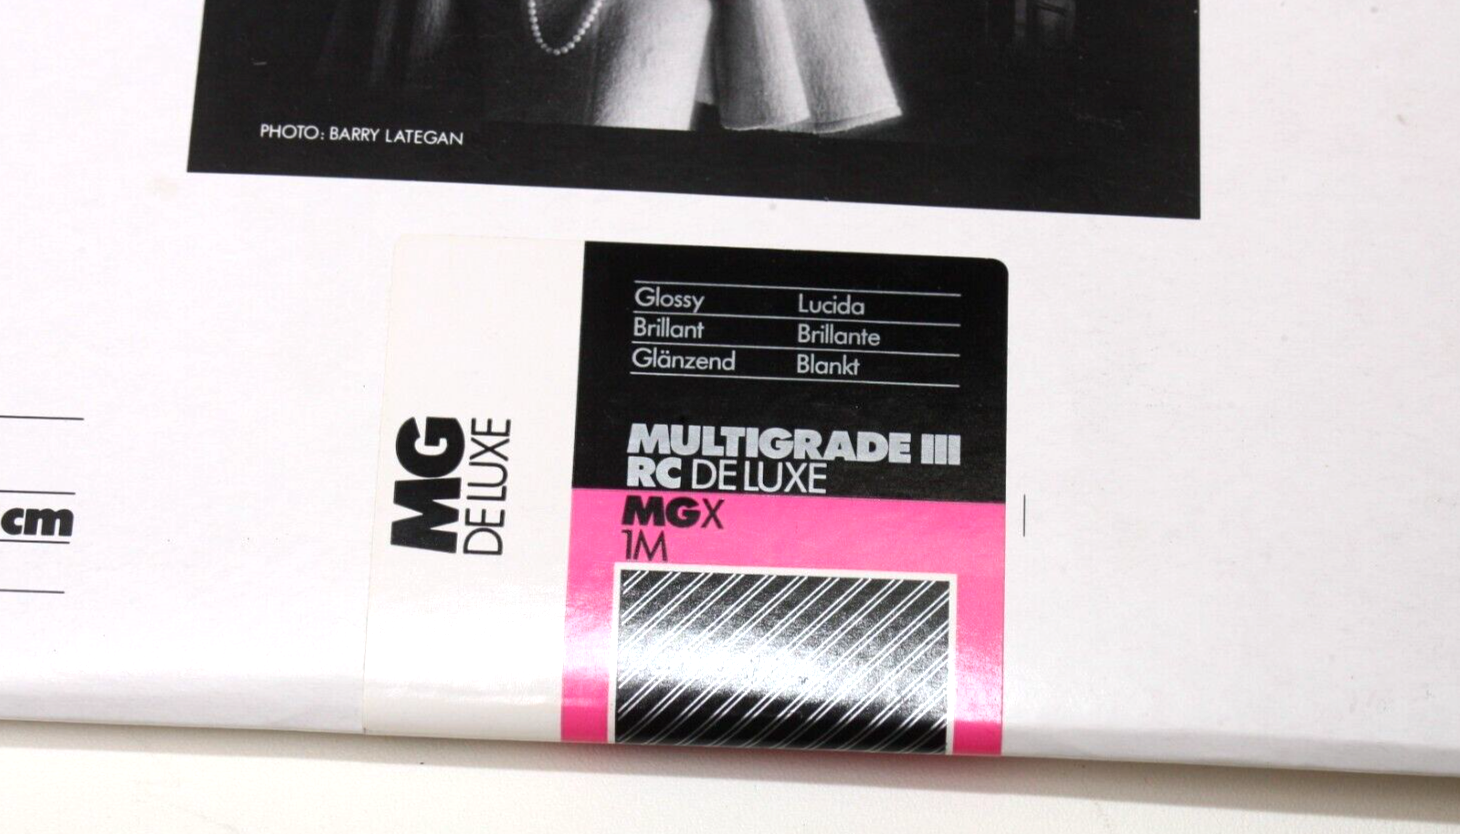 PHOTO: BARRY LATEGAN
Glossy Lucida
Brillant Brillante
Glänzend Blankt
MULTIGRADE III
RC DE LUXE
MGX
1M
MG
DE LUXE
cm